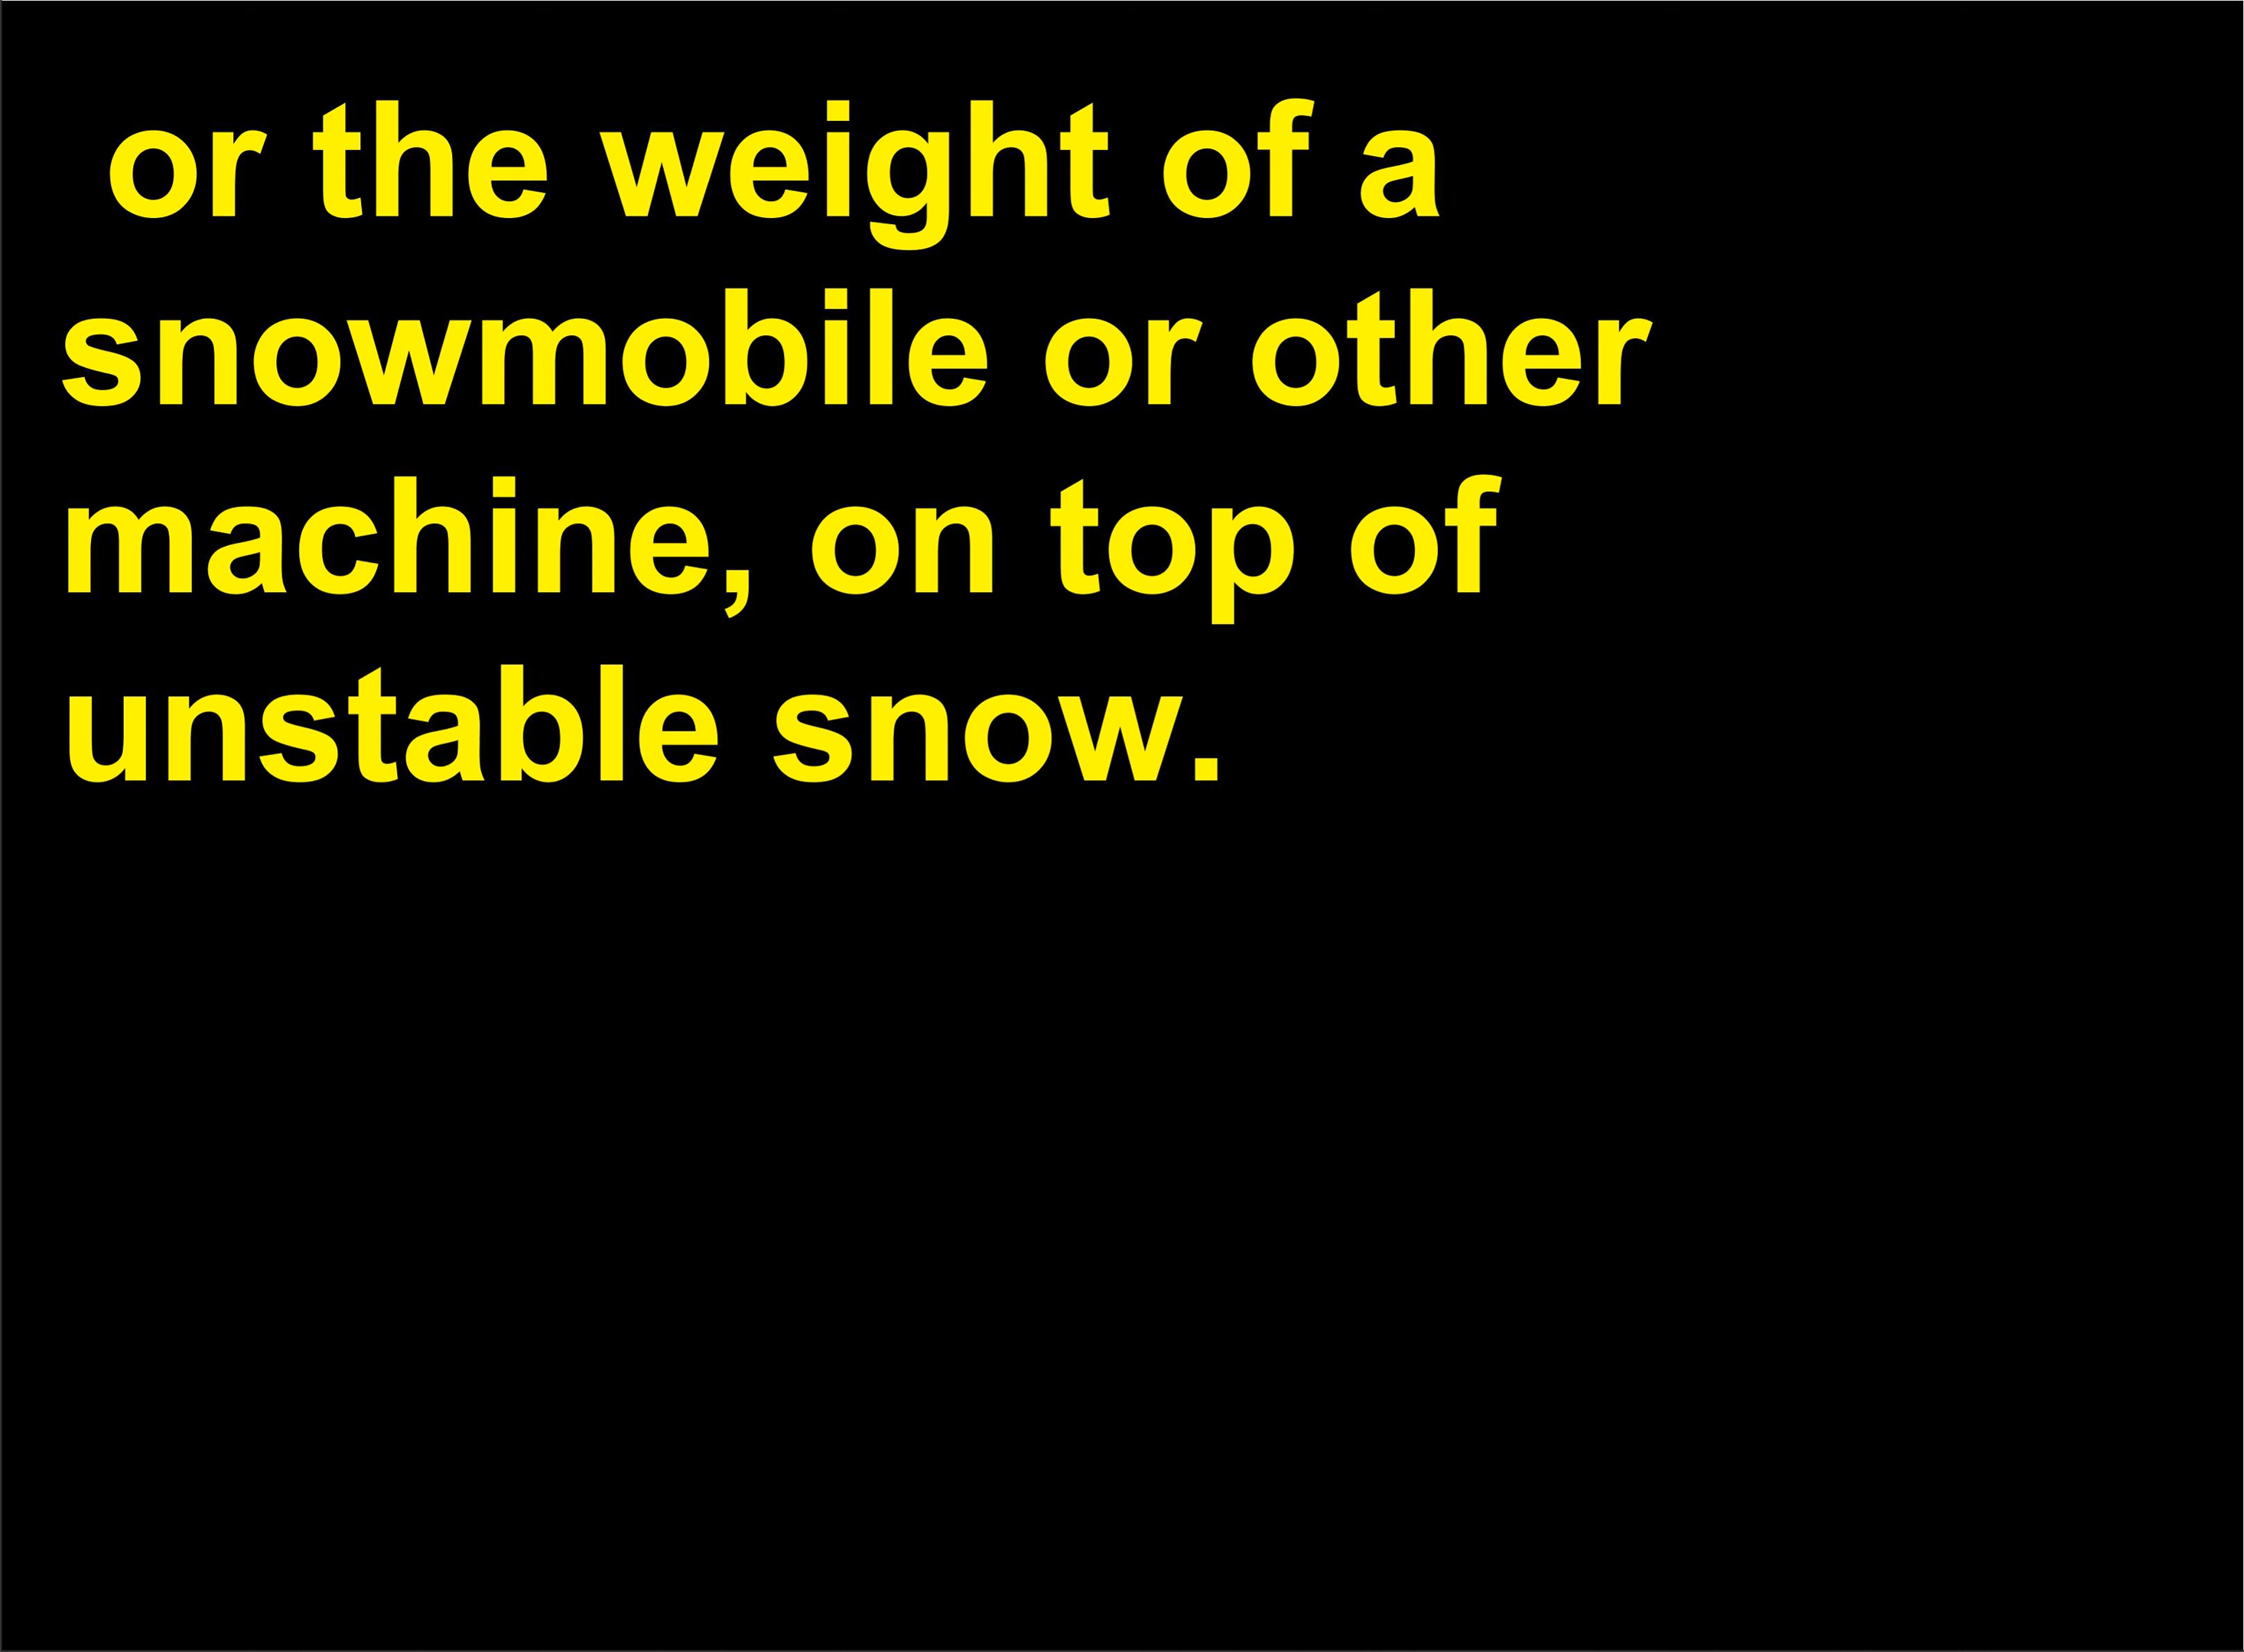 or the weight of a
snowmobile or other
machine, on top of
unstable snow.